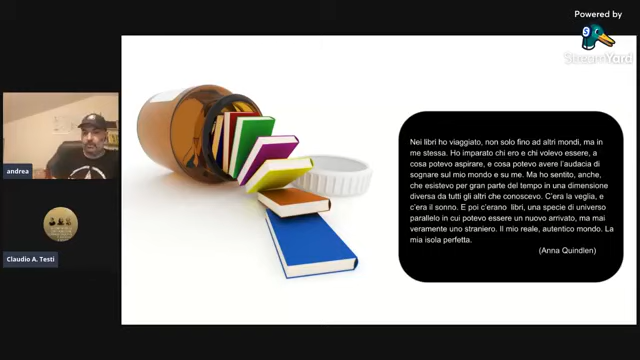 Powered by
StreamYard
Nei libri ho viaggiato, non solo fino ad altri mondi, ma in
me stessa. Ho imparato chi ero e chi volevo essere, a
cosa potevo aspirare, e cosa potevo avere l'audacia di
sognare sul mio mondo e su me. Ma ho sentito, anche,
che esistevo per gran parte del tempo in una dimensione
diversa da tutti gli altri che conoscevo. C'era la veglia, e
c'era il sonno. E poi c'erano libri, una specie di universo
parallelo in cui potevo essere un nuovo arrivato, ma mai
veramente uno straniero. Il mio reale, autentico mondo. La
mia isola perfetta.
(Anna Quindlen)
andrea
Claudio A. Testi